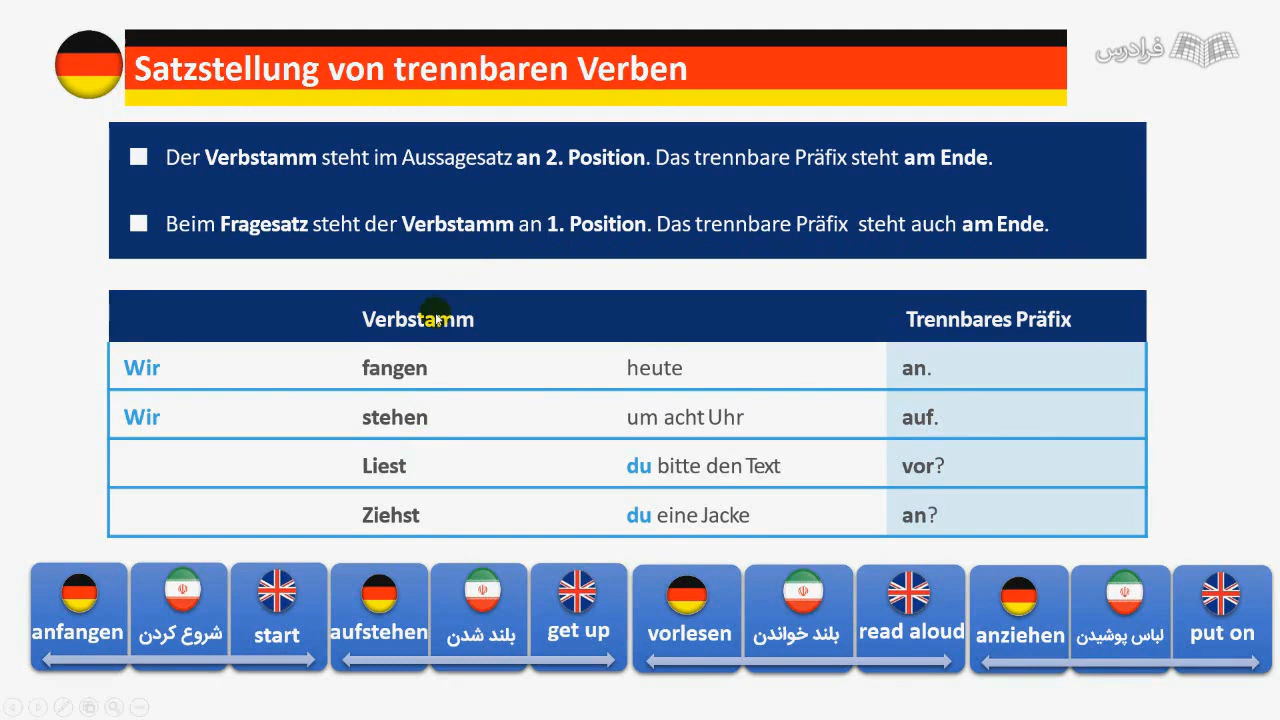 Satzstellung von trennbaren Verben
فرادرس
Der Verbstamm steht im Aussagesatz an 2. Position. Das trennbare Präfix steht am Ende.
Beim Fragesatz steht der Verbstamm an 1. Position. Das trennbare Präfix steht auch am Ende.
Verbstamm Trennbares Präfix
Wir fangen heute an.
Wir stehen um acht Uhr auf.
Liest du bitte den Text vor?
Ziehst du eine Jacke an?
anfangen شروع کردن start aufstehen بلند شدن get up vorlesen بلند خواندن read aloud anziehen لباس پوشیدن put on